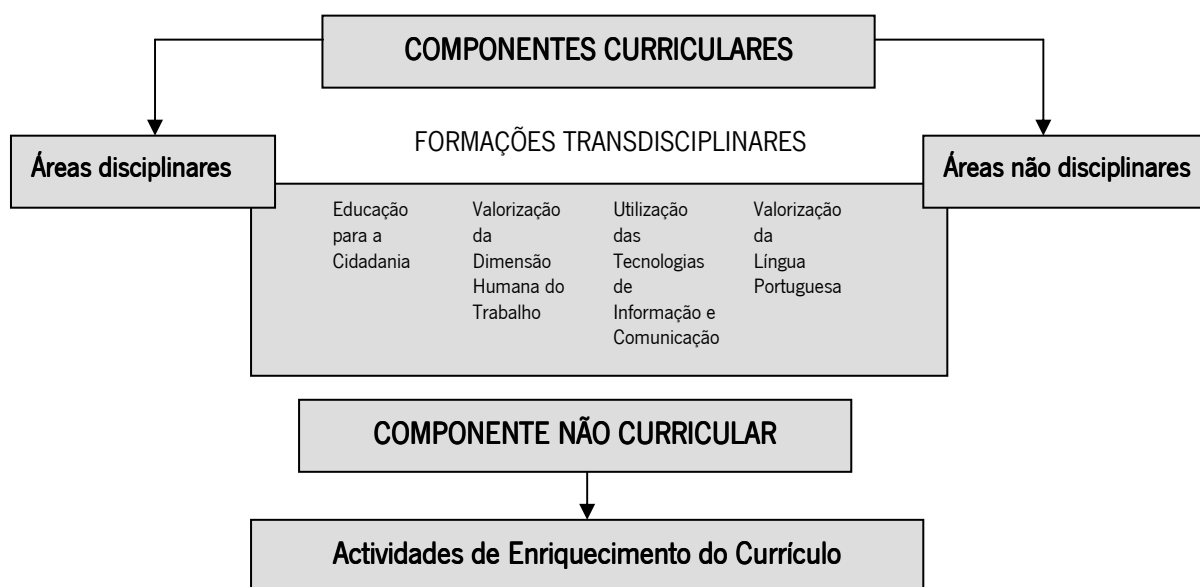 COMPONENTES CURRICULARES
FORMAÇÕES TRANSDISCIPLINARES
Áreas disciplinares
Áreas não disciplinares
Educação
para a
Cidadania
Valorização
da
Dimensão
Humana do
Trabalho
Utilização
das
Tecnologias
de
Informação e
Comunicação
Valorização
da
Língua
Portuguesa
COMPONENTE NÃO CURRICULAR
Actividades de Enriquecimento do Currículo